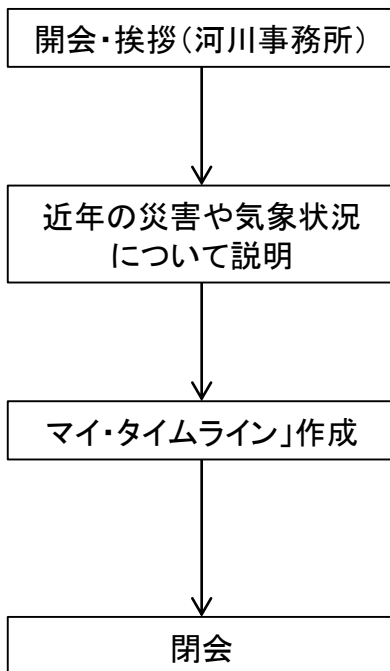 開会・挨拶(河川事務所)
近年の災害や気象状況
について説明
マイ・タイムライン」作成
閉会